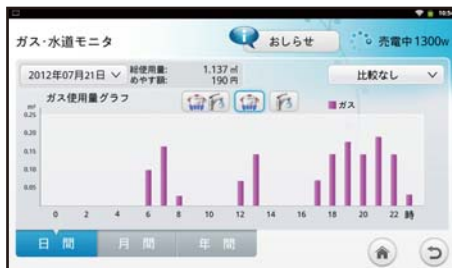 10:54
ガス・水道モニタ
おしらせ
売電中1300w
2012年07月21日
総使用量: 1.137 ㎥
めやす額: 190 円
比較なし
ガス使用量グラフ
ガス
㎥
0.25
0.20
0.15
0.10
0.05
0 2 4 6 8 10 12 14 16 18 20 22 時
日間
月間
年間